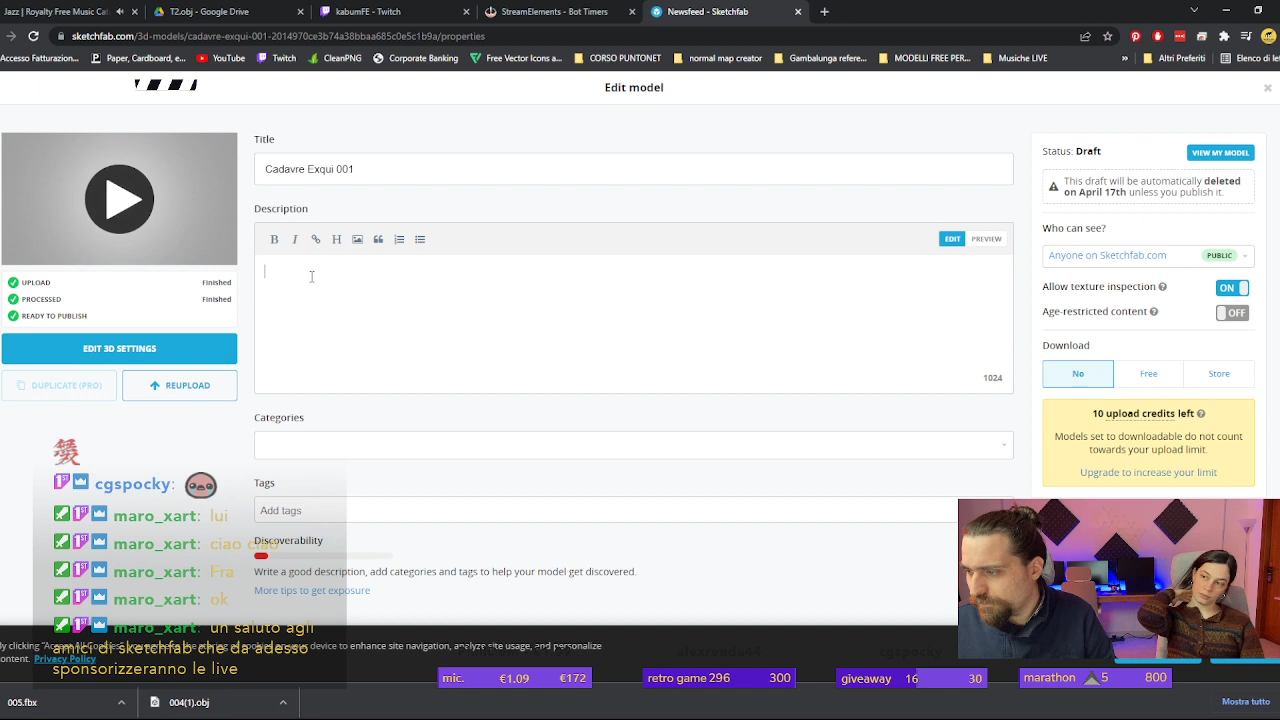 Jazz | Royalty Free Music Ca
T2.obj - Google Drive
kabumFE - Twitch
StreamElements - Bot Timers
Newsfeed - Sketchfab
sketchfab.com/3d-models/cadavre-exqui-001-2014970ce3b74a38bbaa685c0e5c1b9a/properties
Accesso Fatturazion...
Paper, Cardboard, e...
YouTube
Twitch
CleanPNG
Corporate Banking
Free Vector Icons a...
CORSO PUNTONET
normal map creator
Gambalunga refere...
MODELLI FREE PER...
Musiche LIVE
»
Altri Preferiti
Elenco di let
Edit model
Title
Cadavre Exqui 001
Description
B I H
EDIT
PREVIEW
1024
UPLOAD Finished
PROCESSED Finished
READY TO PUBLISH
EDIT 3D SETTINGS
DUPLICATE (PRO)
REUPLOAD
Categories
Tags
Add tags
Discoverability
Write a good description, add categories and tags to help your model get discovered.
More tips to get exposure
Status: Draft
VIEW MY MODEL
This draft will be automatically deleted
on April 17th unless you publish it.
Who can see?
Anyone on Sketchfab.com
PUBLIC
Allow texture inspection
ON
Age-restricted content
OFF
Download
No
Free
Store
10 upload credits left
Models set to downloadable do not count
towards your upload limit.
Upgrade to increase your limit
cgspocky:
maro_xart: lui
maro_xart: ciao ciao
maro_xart: Fra
maro_xart: ok
maro_xart: un saluto agli
amici di sketchfab che da adesso
sponsorizzeranno le live
Privacy Policy
cgspocky
mic. €1.09 €172
retro game 296 300
giveaway 16 30
marathon 5 800
005.fbx
004(1).obj
Mostra tutto